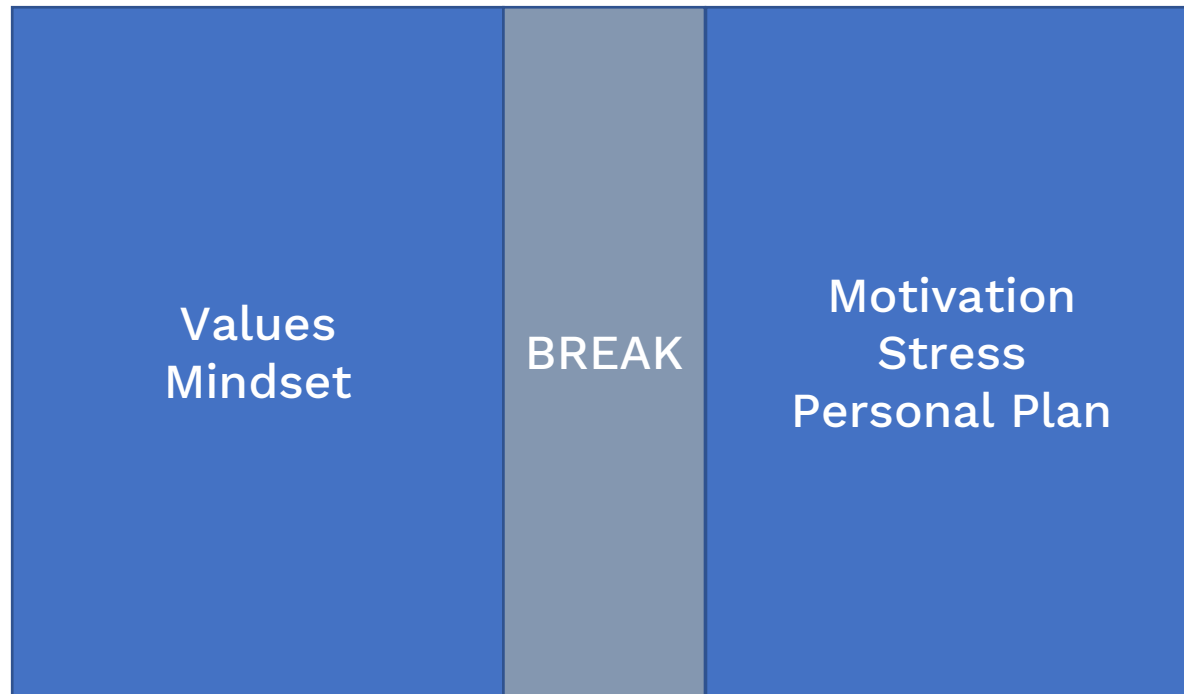 Values
Mindset
BREAK
Motivation
Stress
Personal Plan